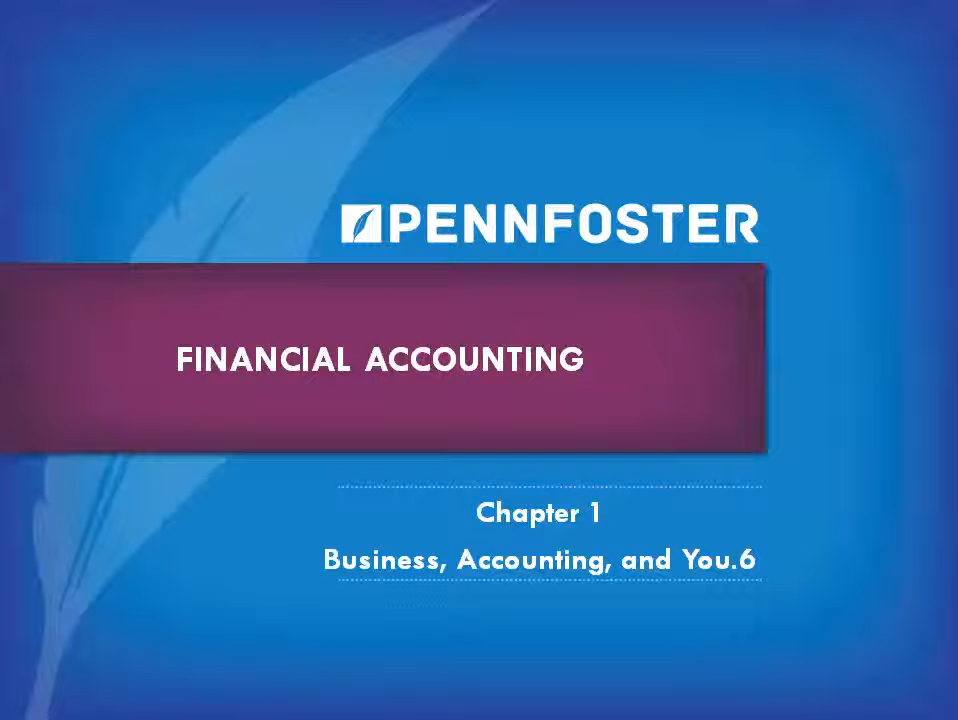 PENNFOSTER
FINANCIAL ACCOUNTING
Chapter 1
Business, Accounting, and You.6